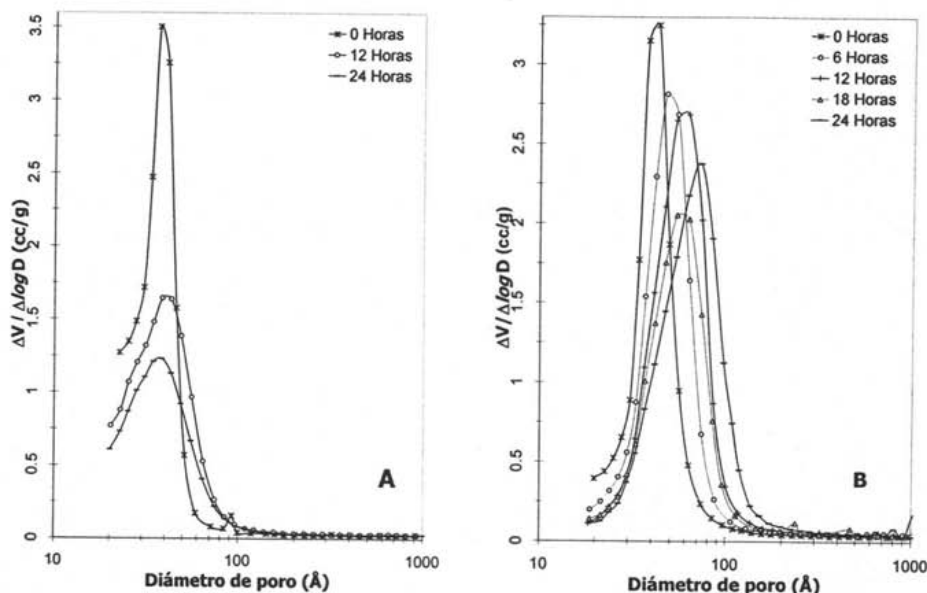 3.5
3
2.5
2
1.5
1
0.5
0
ΔV/ΔlogD (cc/g)
0 Horas
12 Horas
24 Horas
A
10
100
1000
Diámetro de poro (Å)
3
2.5
2
1.5
1
0.5
0
ΔV/ΔlogD (cc/g)
0 Horas
6 Horas
12 Horas
18 Horas
24 Horas
B
10
100
1000
Diámetro de poro (Å)